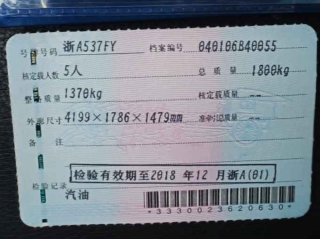 号牌号码 浙A537FY 档案编号 040106B40055
核定载人数 5人 总质量 1800kg
整备质量 1370kg 核定载质量 --
外廓尺寸 4199×1786×1479mm 准牵引总质量 --
备注
检验有效期至2018年12月浙A(01)
检验记录
汽油
*3330023620630*